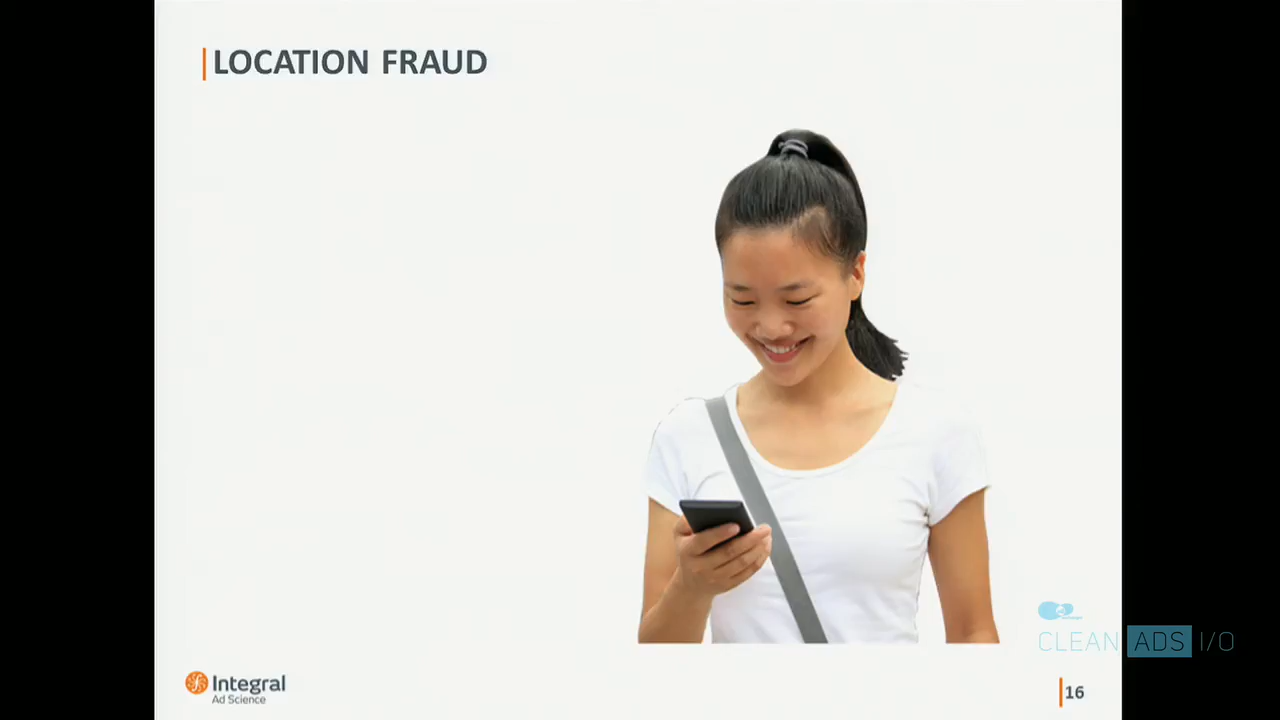 LOCATION FRAUD
CLEAN ADS I/O
Integral
Ad Science
16